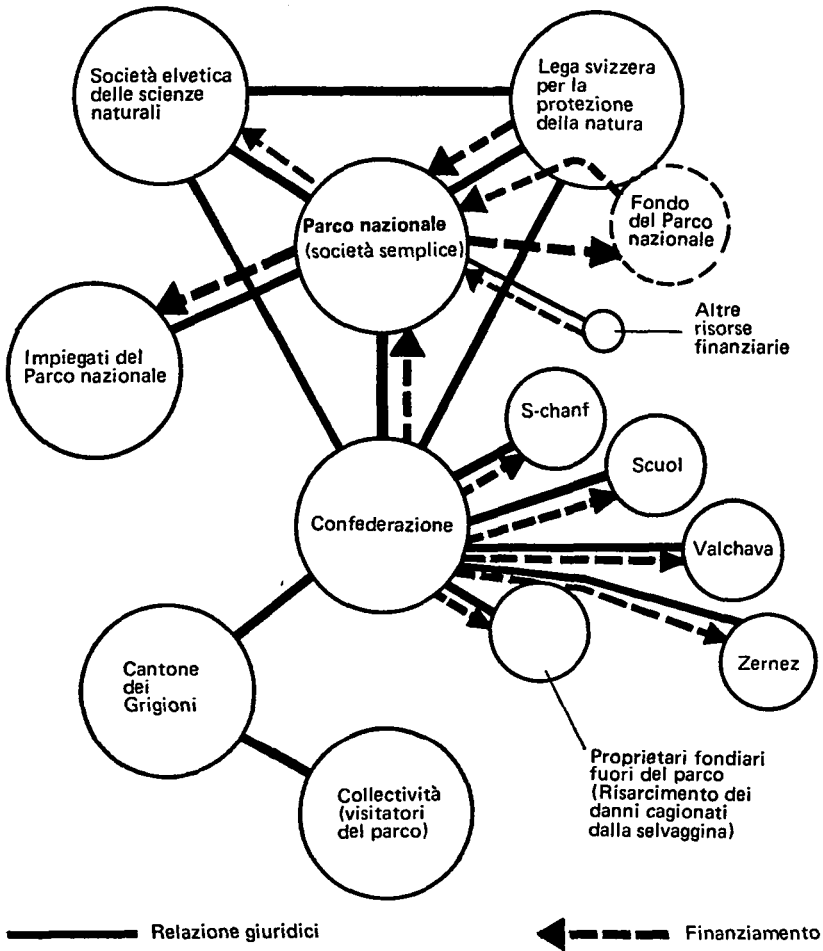 Società elvetica
delle scienze
naturali
Lega svizzera
per la
protezione
della natura
Parco nazionale
(società semplice)
Fondo
del Parco
nazionale
Altre
risorse
finanziarie
Impiegati del
Parco nazionale
S-chanf
Scuol
Confederazione
Valchava
Zernez
Cantone
dei
Grigioni
Proprietari fondiari
fuori del parco
(Risarcimento dei
danni cagionati
dalla selvaggina)
Collectività
(visitatori
del parco)
Relazione giuridici
Finanziamento